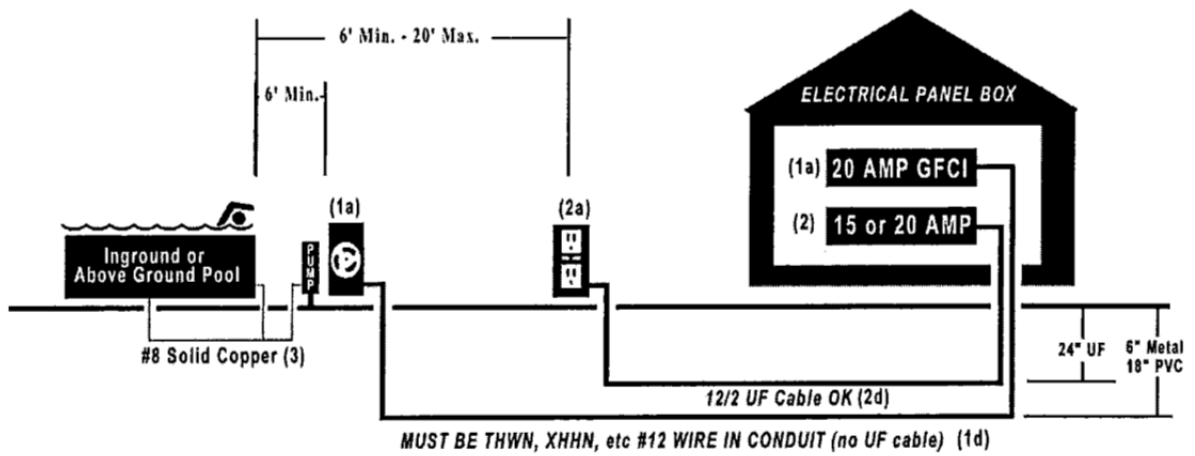 6' Min. - 20' Max.
6' Min.
ELECTRICAL PANEL BOX
(1a) 20 AMP GFCI
(2) 15 or 20 AMP
(1a)
(2a)
Inground or
Above Ground Pool
PUMP
#8 Solid Copper (3)
24" UF
6" Metal
18" PVC
12/2 UF Cable OK (2d)
MUST BE THWN, XHHN, etc #12 WIRE IN CONDUIT (no UF cable) (1d)